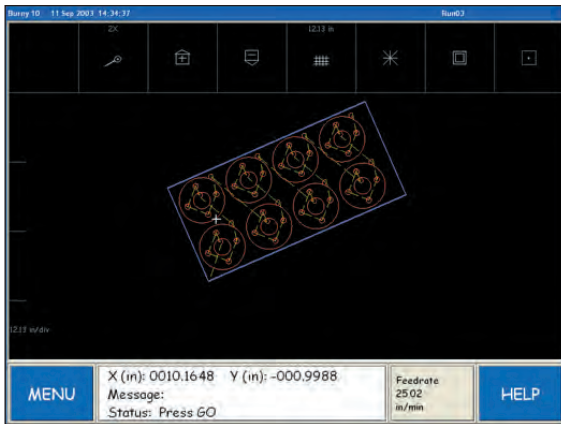 Burny 10 11 Sep 2003 14:34:37 Run03
2X 12.13 in
12.13 in/div
MENU
X (in): 0010.1648 Y (in): -000.9988
Message:
Status: Press GO
Feedrate
25.02
in/min
HELP